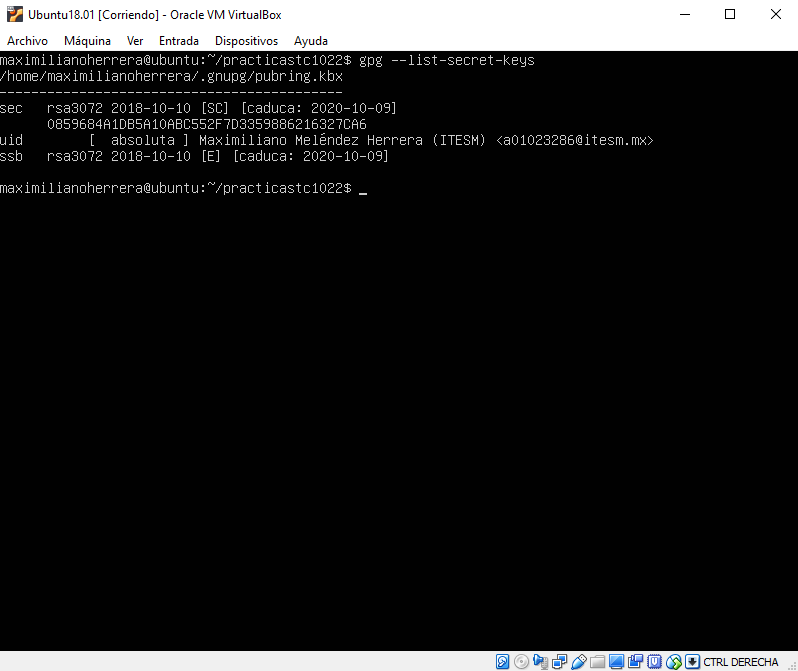 Ubuntu18.01 [Corriendo] - Oracle VM VirtualBox
Archivo Máquina Ver Entrada Dispositivos Ayuda
maximilianoherrera@ubuntu:~/practicastc1022$ gpg --list-secret-keys
/home/maximilianoherrera/.gnupg/pubring.kbx
-------------------------------------------
sec   rsa3072 2018-10-10 [SC] [caduca: 2020-10-09]
      0859684A1DB5A10ABC552F7D3359886216327CA6
uid        [  absoluta ] Maximiliano Meléndez Herrera (ITESM) <a01023286@itesm.mx>
ssb   rsa3072 2018-10-10 [E] [caduca: 2020-10-09]
maximilianoherrera@ubuntu:~/practicastc1022$ _
CTRL DERECHA